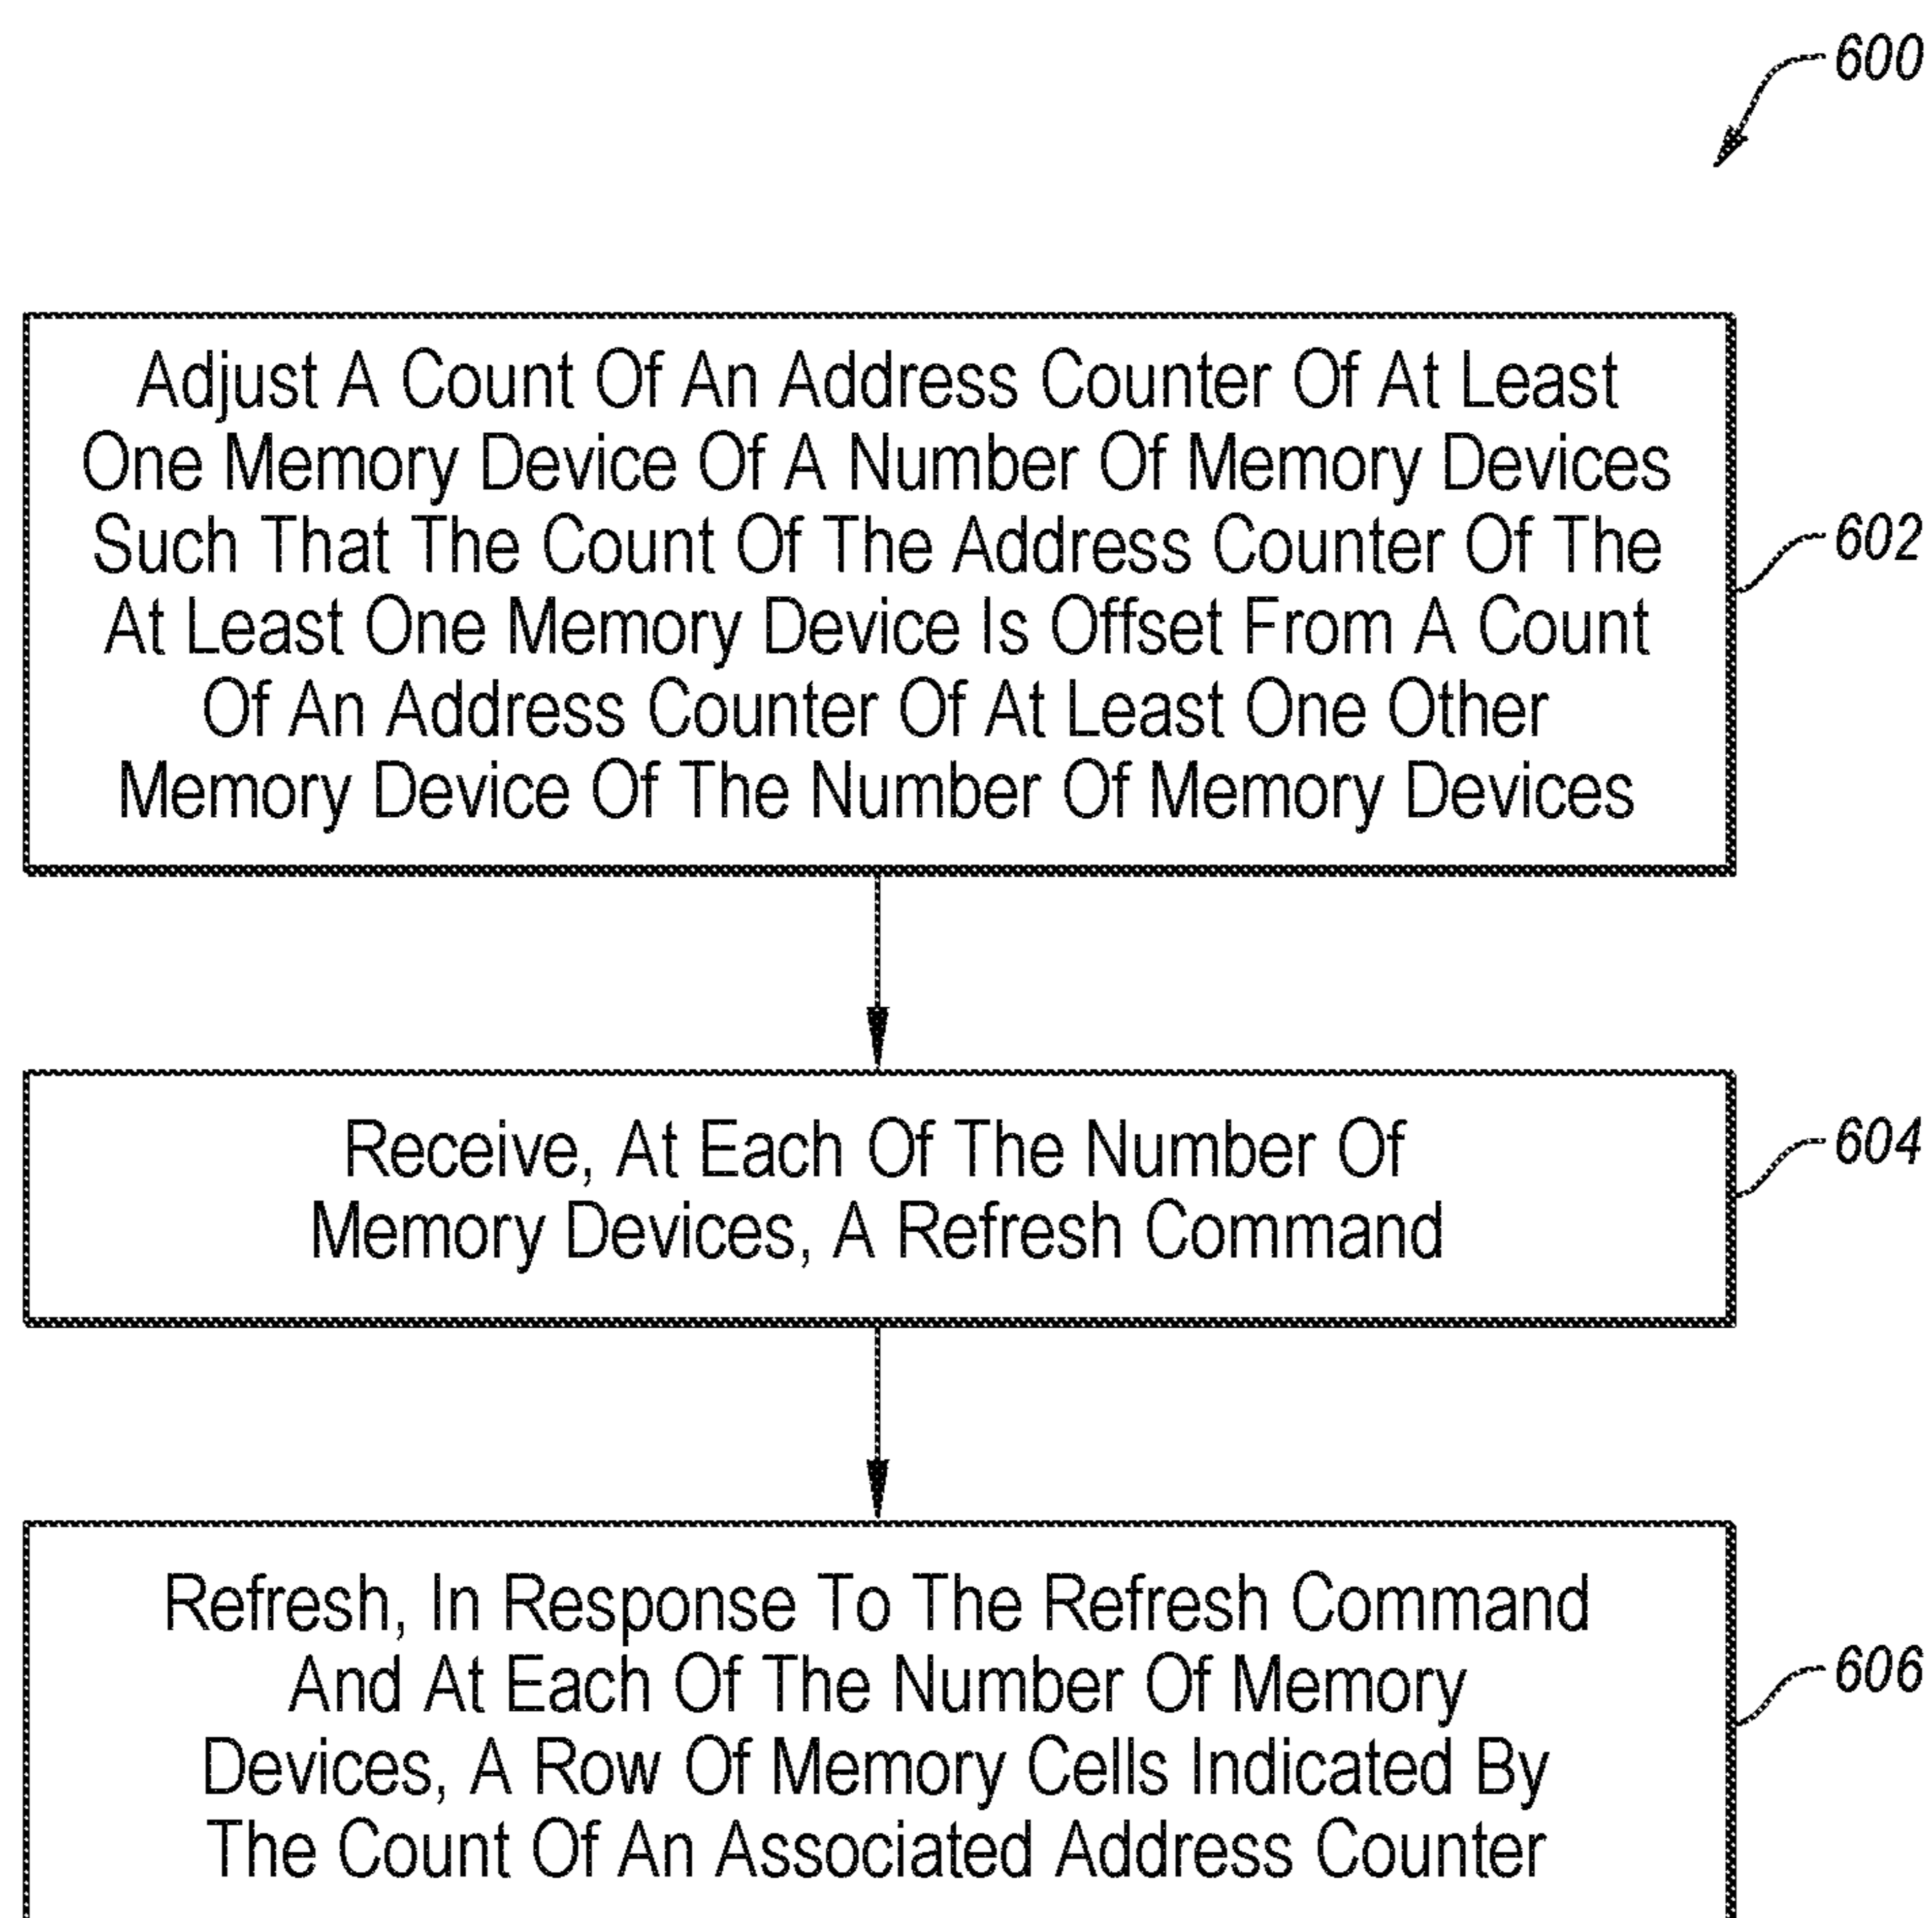 600
Adjust A Count Of An Address Counter Of At Least
One Memory Device Of A Number Of Memory Devices
Such That The Count Of The Address Counter Of The
At Least One Memory Device Is Offset From A Count
Of An Address Counter Of At Least One Other
Memory Device Of The Number Of Memory Devices
602
Receive, At Each Of The Number Of
Memory Devices, A Refresh Command
604
Refresh, In Response To The Refresh Command
And At Each Of The Number Of Memory
Devices, A Row Of Memory Cells Indicated By
The Count Of An Associated Address Counter
606